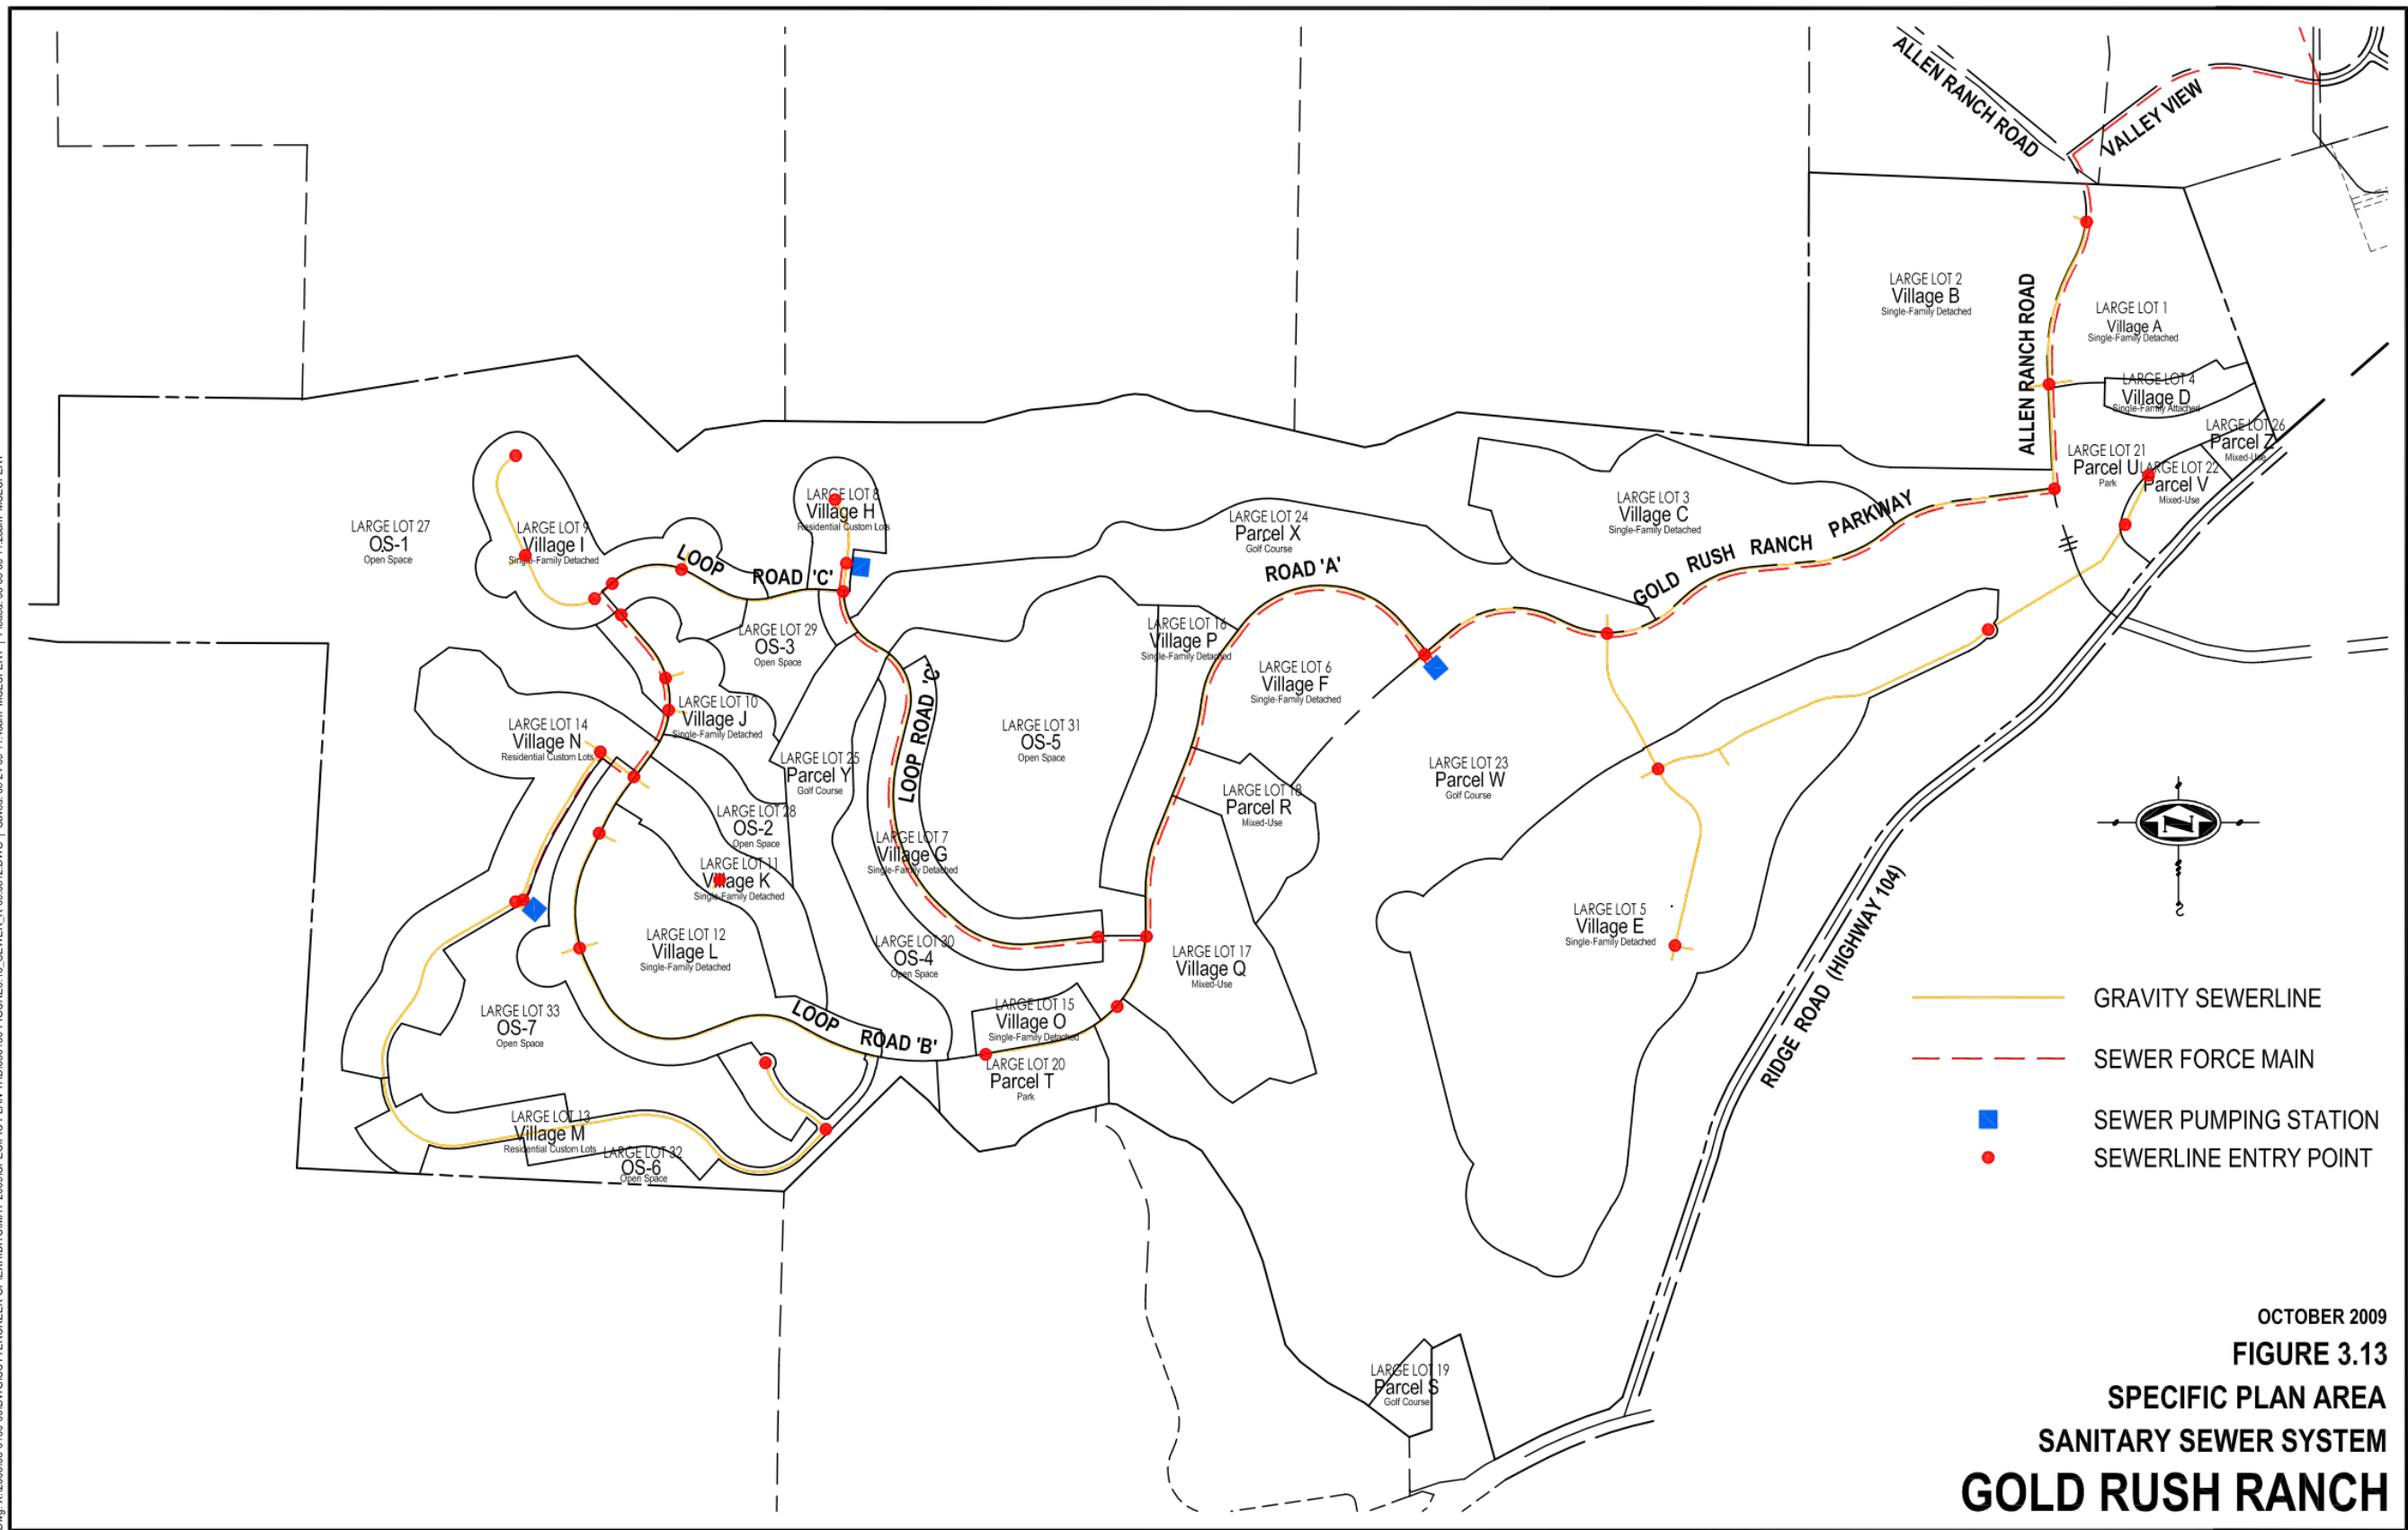 ALLEN RANCH ROAD
VALLEY VIEW
LARGE LOT 2
Village B
Single-Family Detached
ALLEN RANCH ROAD
LARGE LOT 1
Village A
Single-Family Detached
LARGE LOT 4
Village D
Single-Family Attached
LARGE LOT 26
Parcel Z
Mixed-Use
LARGE LOT 21
Parcel U
Park
LARGE LOT 22
Parcel V
Mixed-Use
LARGE LOT 27
OS-1
Open Space
LARGE LOT 9
Village I
Single-Family Detached
LARGE LOT 8
Village H
Residential Custom Lots
LOOP ROAD 'C'
LARGE LOT 24
Parcel X
Golf Course
ROAD 'A'
LARGE LOT 3
Village C
Single-Family Detached
GOLD RUSH RANCH PARKWAY
LARGE LOT 29
OS-3
Open Space
LARGE LOT 16
Village P
Single-Family Detached
LARGE LOT 6
Village F
Single-Family Detached
LARGE LOT 10
Village J
Single-Family Detached
LARGE LOT 14
Village N
Residential Custom Lots
LARGE LOT 25
Parcel Y
Golf Course
LOOP ROAD 'C'
LARGE LOT 31
OS-5
Open Space
LARGE LOT 18
Parcel R
Mixed-Use
LARGE LOT 23
Parcel W
Golf Course
LARGE LOT 28
OS-2
Open Space
LARGE LOT 7
Village G
Single-Family Detached
LARGE LOT 11
Village K
Single-Family Detached
LARGE LOT 12
Village L
Single-Family Detached
LARGE LOT 30
OS-4
Open Space
LARGE LOT 17
Village Q
Mixed-Use
LARGE LOT 5
Village E
Single-Family Detached
RIDGE ROAD (HIGHWAY 104)
N
LARGE LOT 33
OS-7
Open Space
LOOP ROAD 'B'
LARGE LOT 15
Village O
Single-Family Detached
LARGE LOT 20
Parcel T
Park
LARGE LOT 13
Village M
Residential Custom Lots
LARGE LOT 32
OS-6
Open Space
LARGE LOT 19
Parcel S
Golf Course
GRAVITY SEWERLINE
SEWER FORCE MAIN
SEWER PUMPING STATION
SEWERLINE ENTRY POINT
OCTOBER 2009
FIGURE 3.13
SPECIFIC PLAN AREA
SANITARY SEWER SYSTEM
GOLD RUSH RANCH